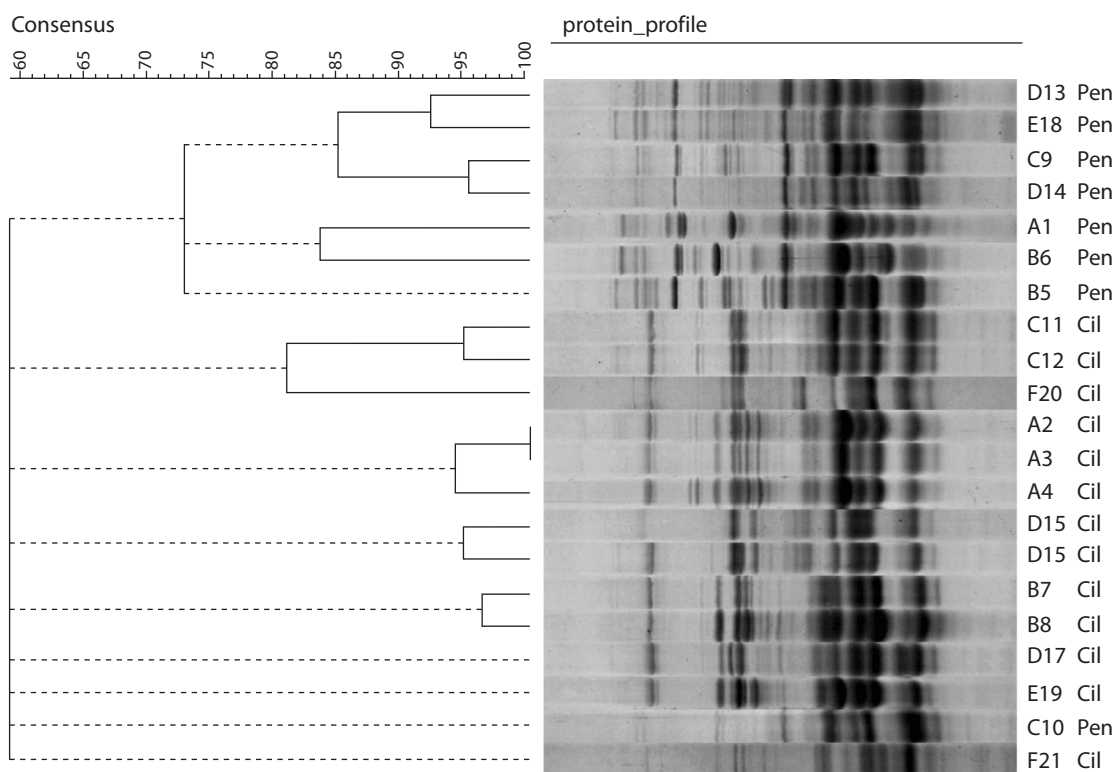 Consensus
protein_profile
60 70 75 80 85 90 95 100
D13 Pen
E18 Pen
C9 Pen
D14 Pen
A1 Pen
B6 Pen
B5 Pen
C11 Cil
C12 Cil
F20 Cil
A2 Cil
A3 Cil
A4 Cil
D15 Cil
D15 Cil
B7 Cil
B8 Cil
D17 Cil
E19 Cil
C10 Pen
F21 Cil